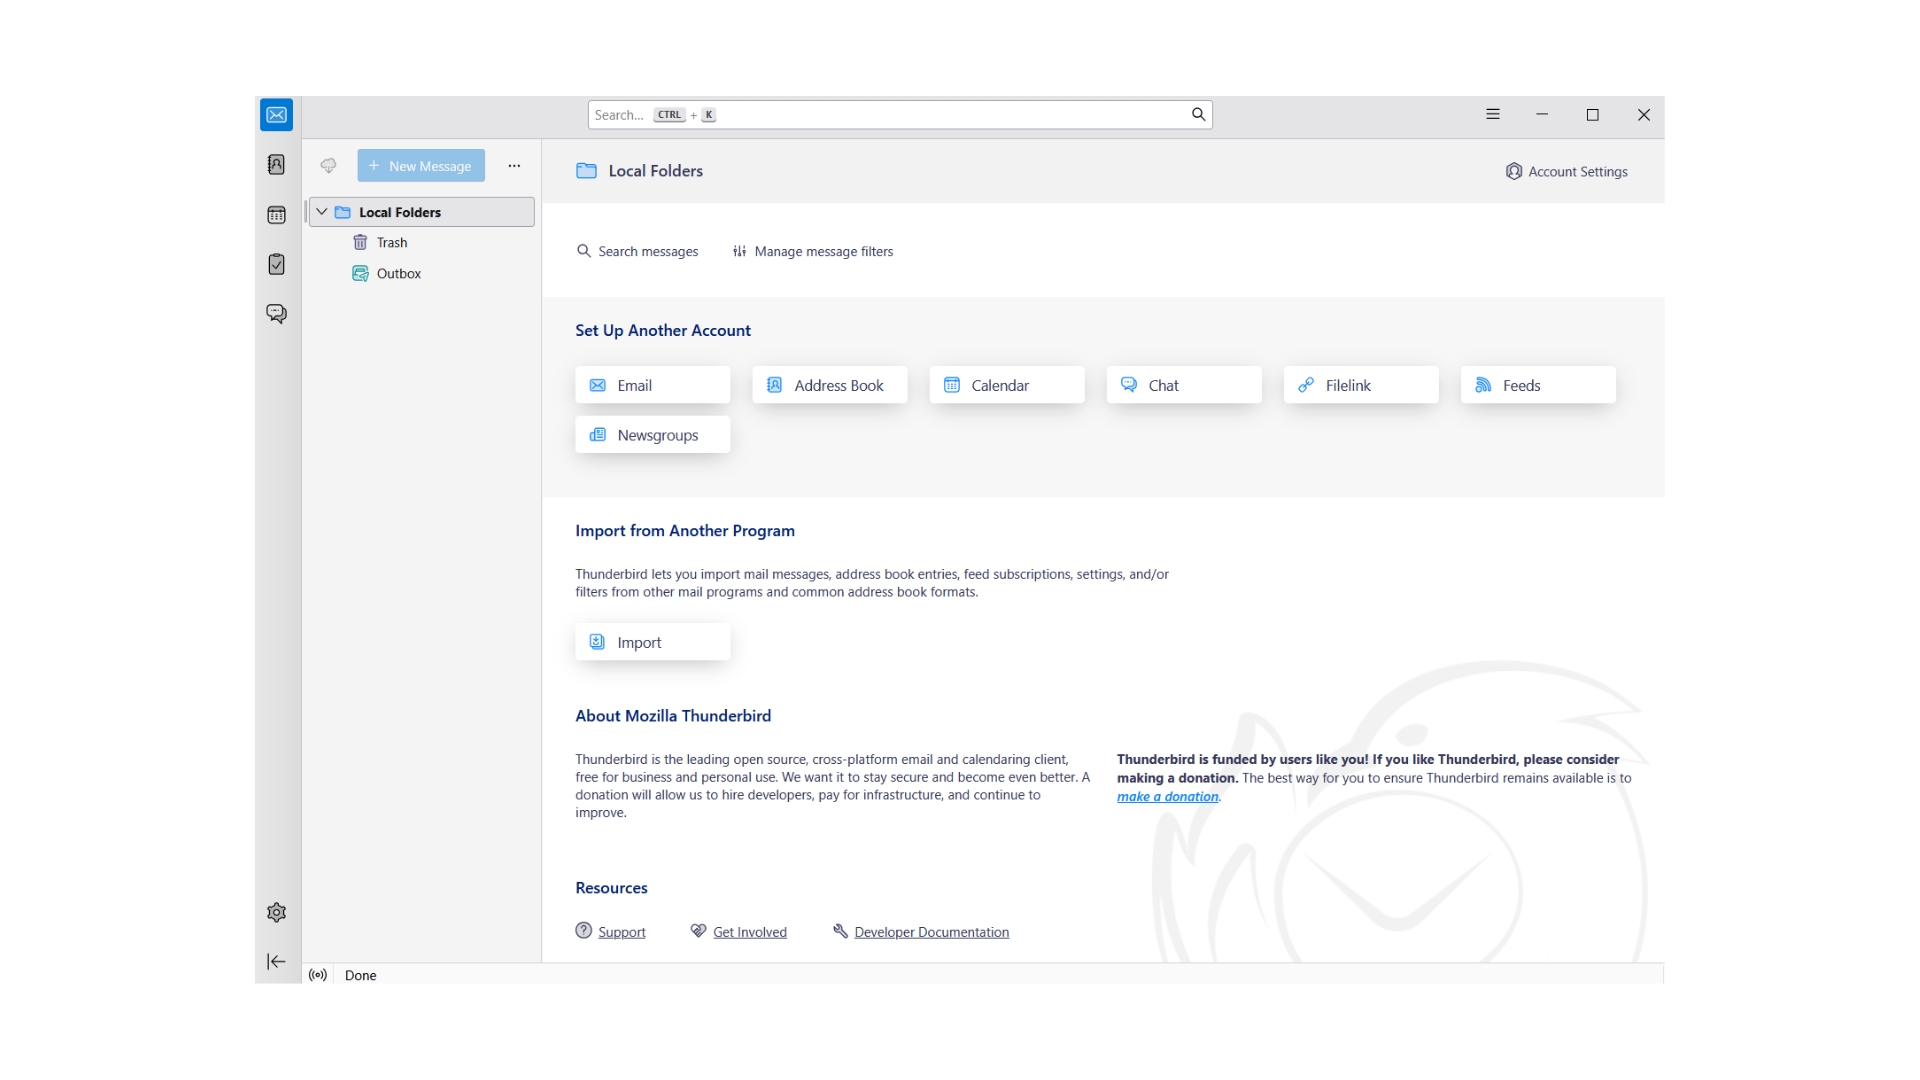 Search... CTRL + K
+ New Message
Local Folders
Account Settings
Local Folders
Trash
Outbox
Search messages
Manage message filters
Set Up Another Account
Email
Address Book
Calendar
Chat
Filelink
Feeds
Newsgroups
Import from Another Program
Thunderbird lets you import mail messages, address book entries, feed subscriptions, settings, and/or
filters from other mail programs and common address book formats.
Import
About Mozilla Thunderbird
Thunderbird is the leading open source, cross-platform email and calendaring client,
free for business and personal use. We want it to stay secure and become even better. A
donation will allow us to hire developers, pay for infrastructure, and continue to
improve.
Thunderbird is funded by users like you! If you like Thunderbird, please consider
making a donation. The best way for you to ensure Thunderbird remains available is to
make a donation.
Resources
Support
Get Involved
Developer Documentation
Done